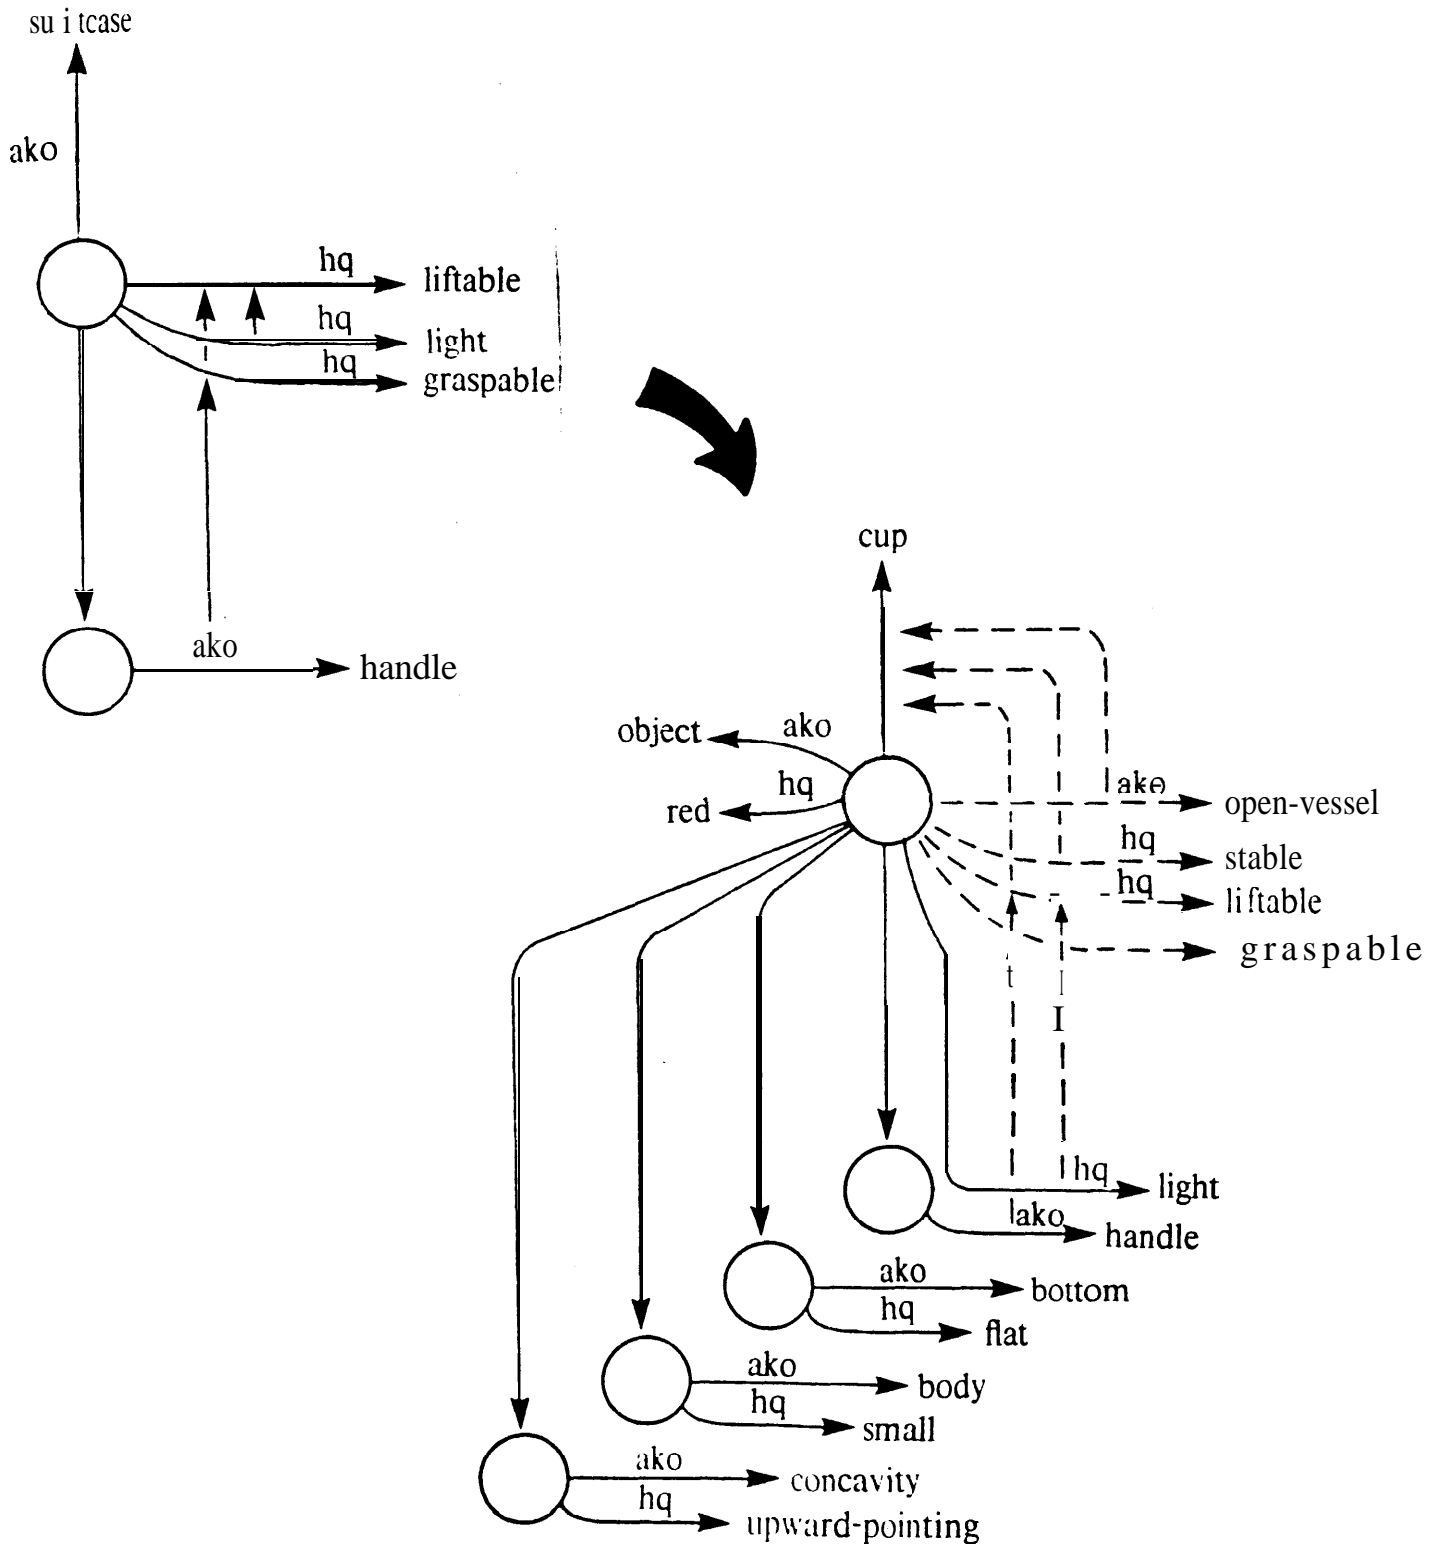 suitcase
ako
hq
liftable
hq
light
hq
graspable
ako
handle
cup
object
ako
hq
red
ako
open-vessel
hq
stable
hq
liftable
graspable
hq
light
ako
handle
ako
bottom
hq
flat
ako
body
hq
small
ako
concavity
hq
upward-pointing